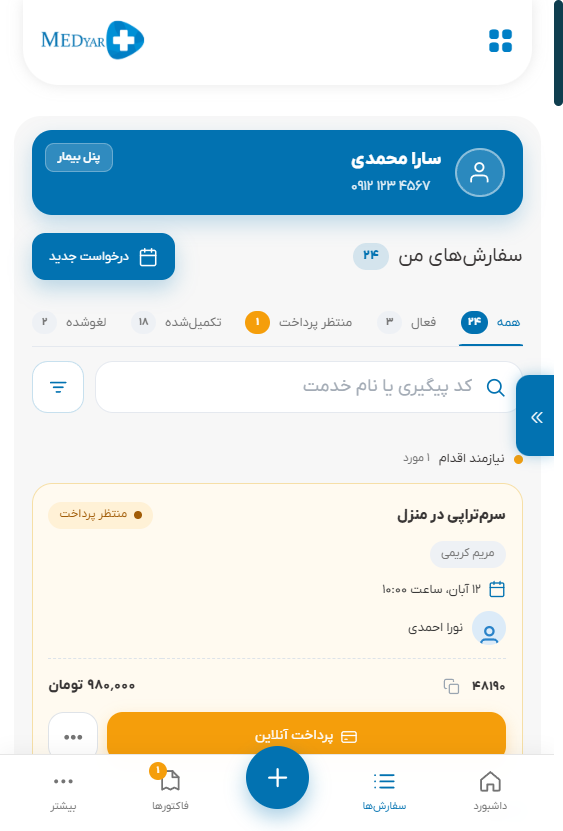 MEDYAR
سارا محمدی
۰۹۱۲ ۱۲۳ ۴۵۶۷
پنل بیمار
سفارش‌های من ۲۴
درخواست جدید
همه ۲۴ فعال ۳ منتظر پرداخت ۱ تکمیل‌شده ۱۸ لغوشده ۲
کد پیگیری یا نام خدمت
نیازمند اقدام ۱ مورد
سرم‌تراپی در منزل
منتظر پرداخت
مریم کریمی
۱۲ آبان، ساعت ۱۰:۰۰
نورا احمدی
۴۸۱۹۰
۹۸۰,۰۰۰ تومان
پرداخت آنلاین
داشبورد
سفارش‌ها
۱
فاکتورها
بیشتر